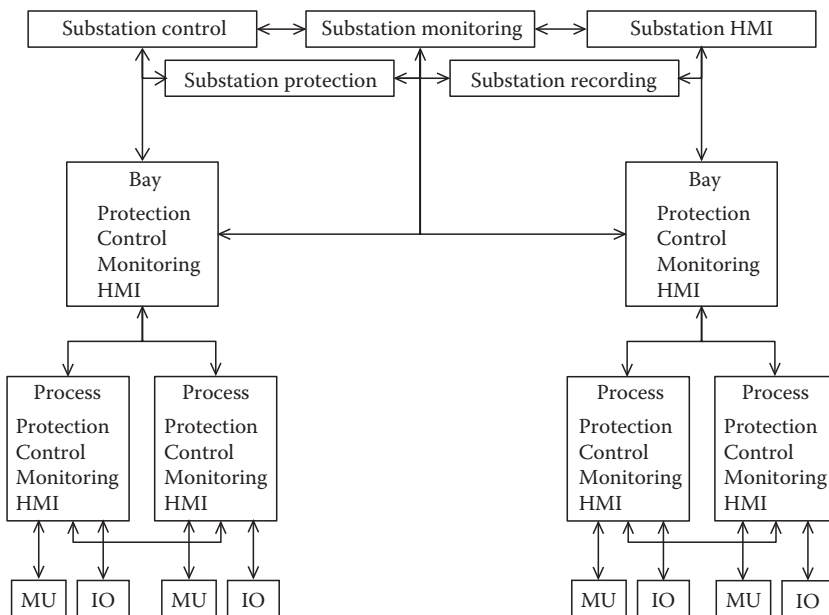 Substation control
Substation monitoring
Substation HMI
Substation protection
Substation recording
Bay
Protection
Control
Monitoring
HMI
Bay
Protection
Control
Monitoring
HMI
Process
Protection
Control
Monitoring
HMI
Process
Protection
Control
Monitoring
HMI
Process
Protection
Control
Monitoring
HMI
Process
Protection
Control
Monitoring
HMI
MU
IO
MU
IO
MU
IO
MU
IO